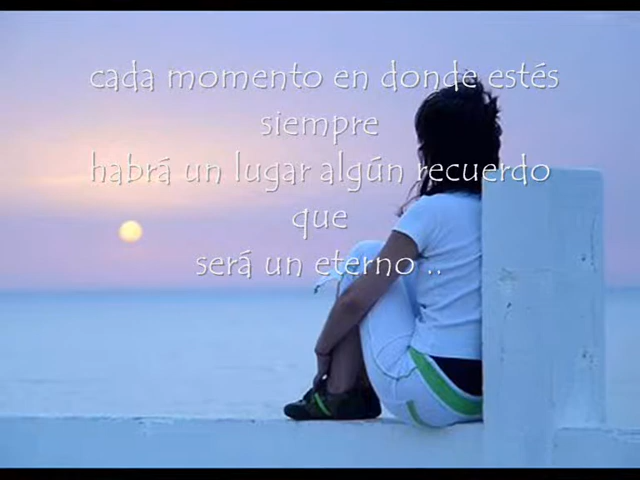 cada momento en donde estés
siempre
habrá un lugar algún recuerdo
que
será un eterno ..